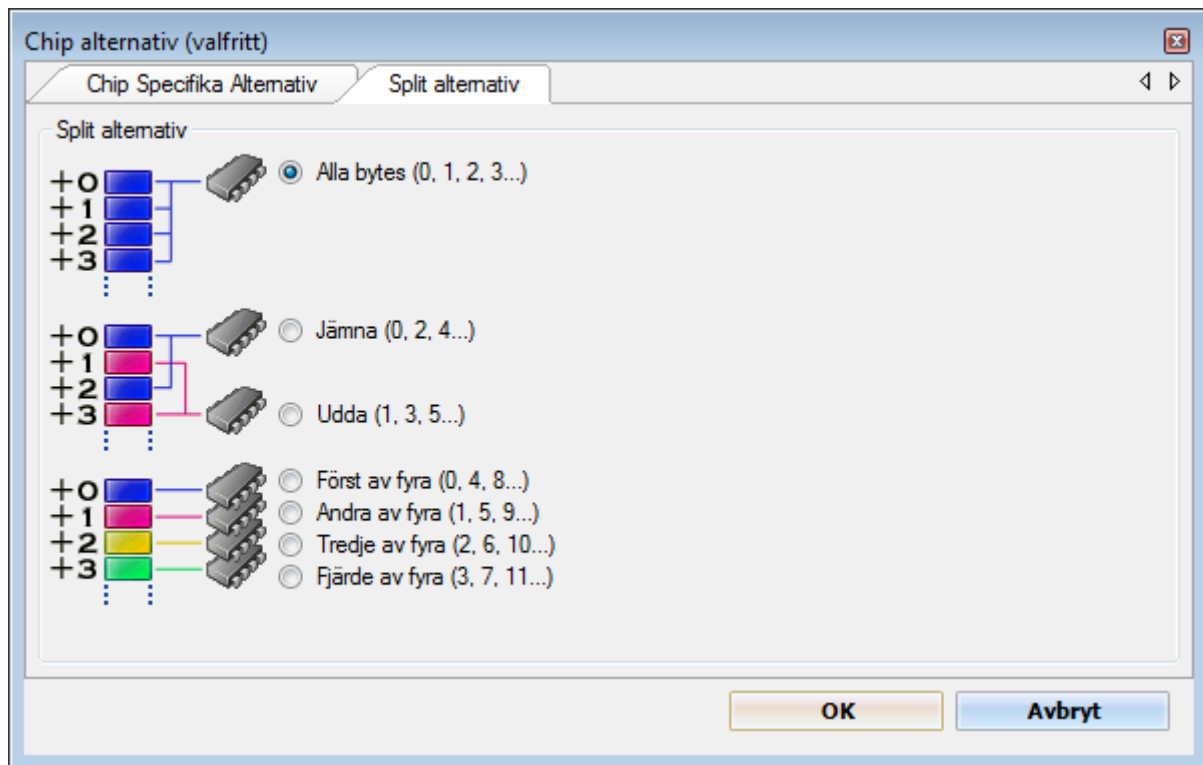 Chip alternativ (valfritt)
Chip Specifika Alternativ
Split alternativ
Split alternativ
+0
+1
+2
+3
Alla bytes (0, 1, 2, 3...)
+0
+1
+2
+3
Jämna (0, 2, 4...)
Udda (1, 3, 5...)
+0
+1
+2
+3
Först av fyra (0, 4, 8...)
Andra av fyra (1, 5, 9...)
Tredje av fyra (2, 6, 10...)
Fjärde av fyra (3, 7, 11...)
OK
Avbryt